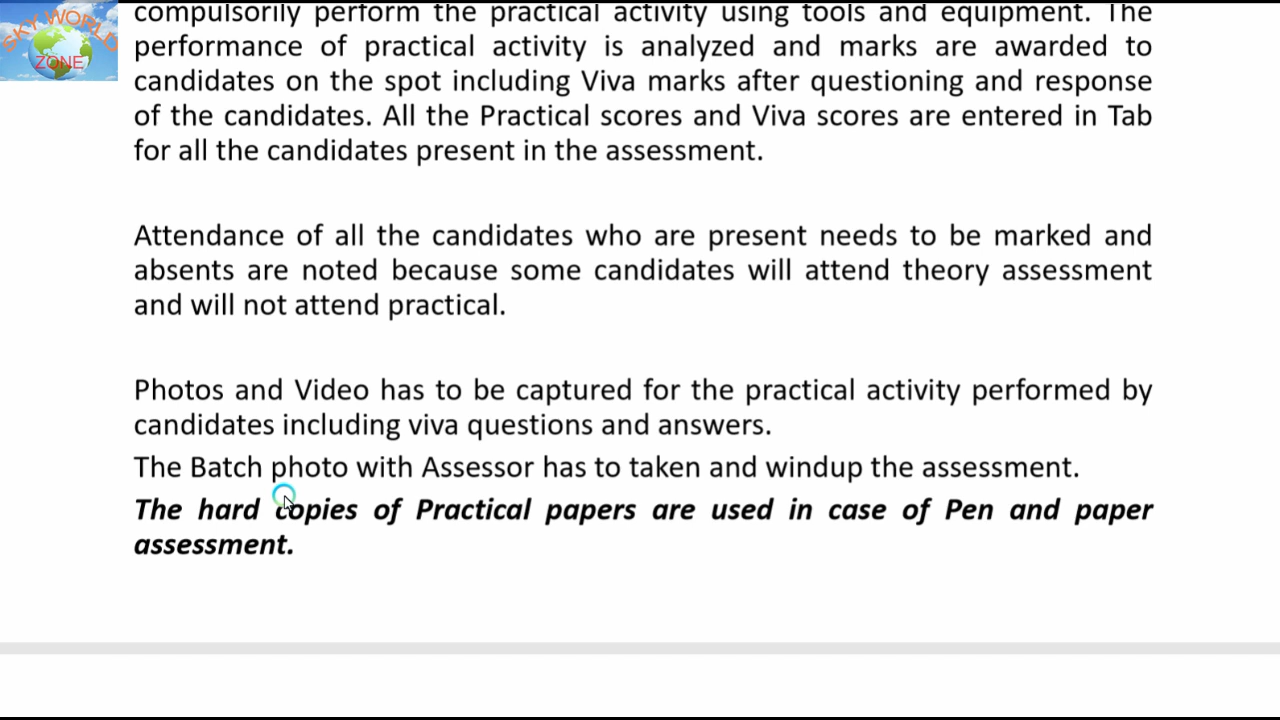 SKY WORLD
ZONE
compulsorily perform the practical activity using tools and equipment. The
performance of practical activity is analyzed and marks are awarded to
candidates on the spot including Viva marks after questioning and response
of the candidates. All the Practical scores and Viva scores are entered in Tab
for all the candidates present in the assessment.
Attendance of all the candidates who are present needs to be marked and
absents are noted because some candidates will attend theory assessment
and will not attend practical.
Photos and Video has to be captured for the practical activity performed by
candidates including viva questions and answers.
The Batch photo with Assessor has to taken and windup the assessment.
The hard copies of Practical papers are used in case of Pen and paper
assessment.